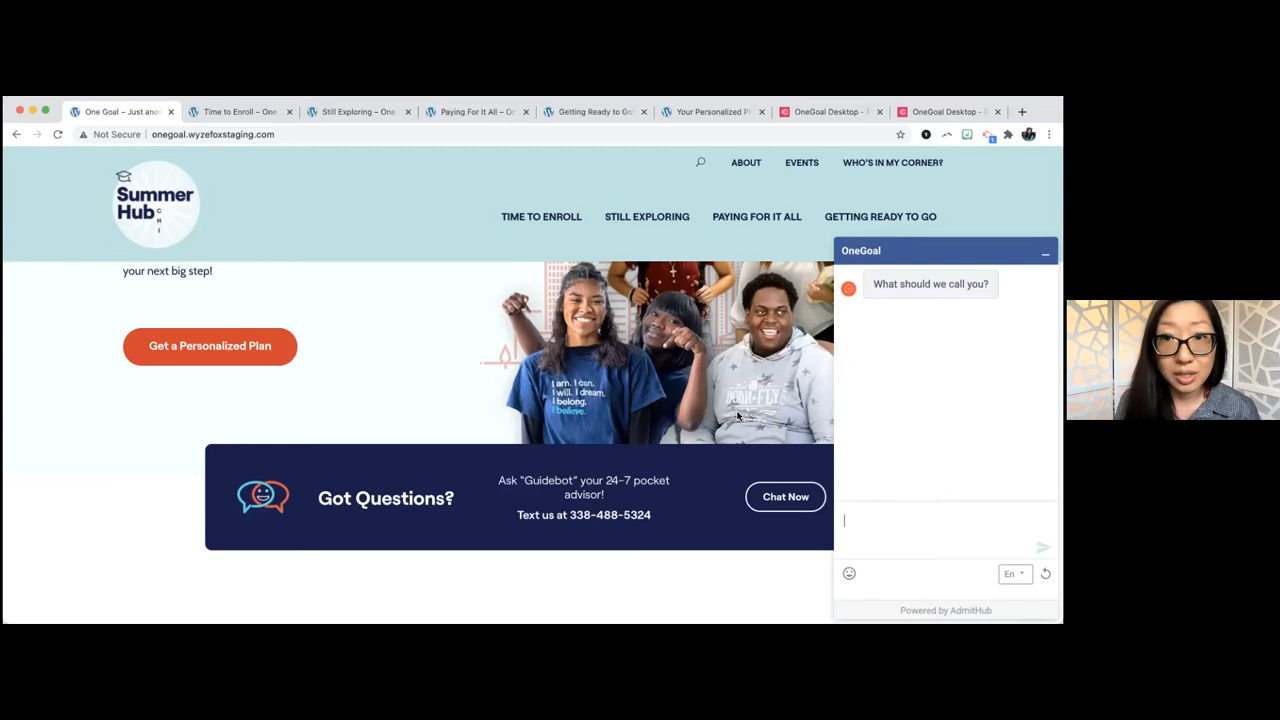 One Goal – Just ano
Time to Enroll – One
Still Exploring – One
Paying For It All – On
Getting Ready to Go
Your Personalized Pl
OneGoal Desktop –
OneGoal Desktop –
Not Secure
onegoal.wyzefoxstaging.com
Summer
Hub
CHI
ABOUT
EVENTS
WHO'S IN MY CORNER?
TIME TO ENROLL
STILL EXPLORING
PAYING FOR IT ALL
GETTING READY TO GO
your next big step!
Get a Personalized Plan
I am. I can.
I will. I dream.
I belong.
I believe.
BORN FLY
Got Questions?
Ask "Guidebot" your 24-7 pocket
advisor!
Text us at 338-488-5324
Chat Now
OneGoal
What should we call you?
En
Powered by AdmitHub